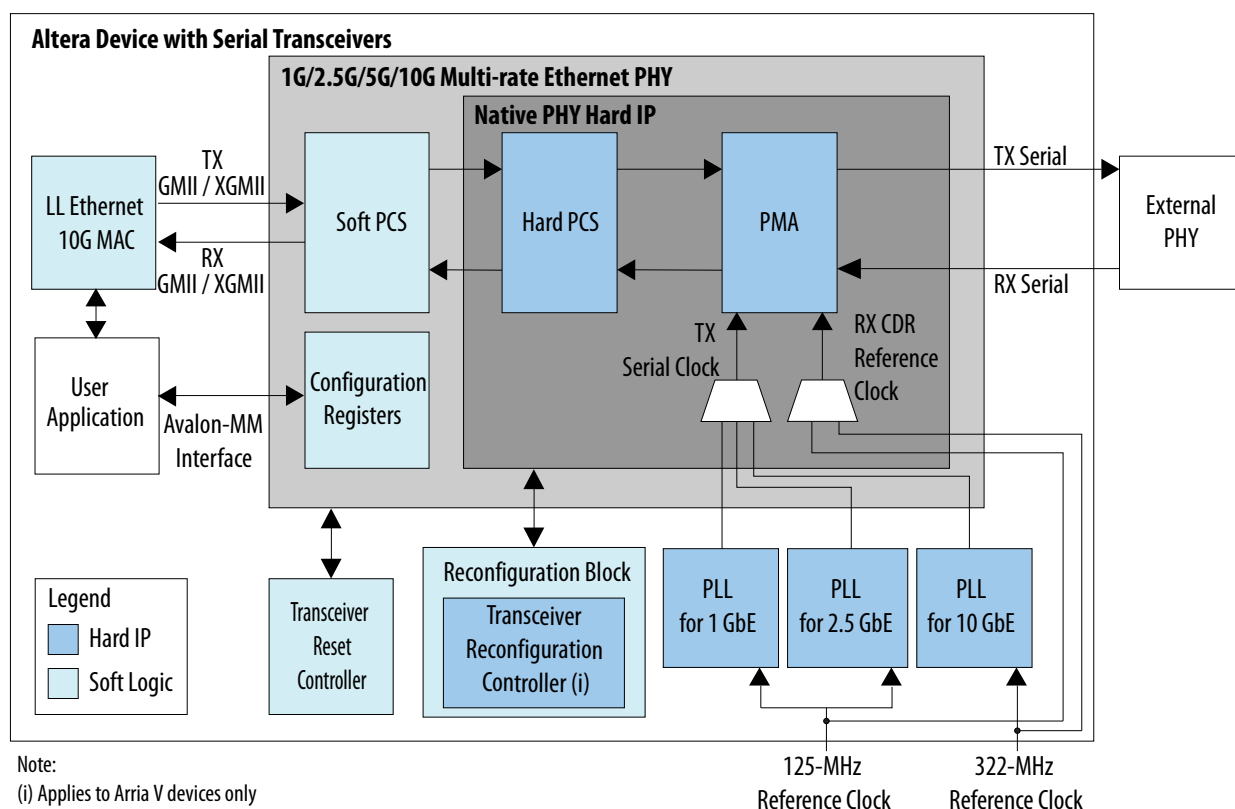 Altera Device with Serial Transceivers
1G/2.5G/5G/10G Multi-rate Ethernet PHY
Native PHY Hard IP
LL Ethernet
10G MAC
TX
GMII / XGMII
RX
GMII / XGMII
Soft PCS
Hard PCS
PMA
TX Serial
RX Serial
External
PHY
TX
Serial Clock
RX CDR
Reference
Clock
User
Application
Avalon-MM
Interface
Configuration
Registers
Legend
Hard IP
Soft Logic
Transceiver
Reset
Controller
Reconfiguration Block
Transceiver
Reconfiguration
Controller (i)
PLL
for 1 GbE
PLL
for 2.5 GbE
PLL
for 10 GbE
125-MHz
Reference Clock
322-MHz
Reference Clock
Note:
(i) Applies to Arria V devices only